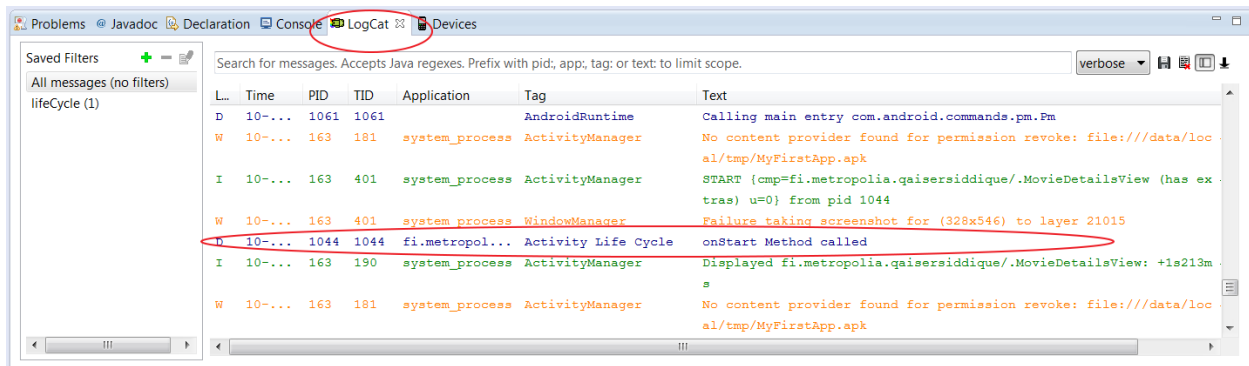 Problems @ Javadoc Declaration Console LogCat Devices
Saved Filters
All messages (no filters)
lifeCycle (1)
Search for messages. Accepts Java regexes. Prefix with pid:, app:, tag: or text: to limit scope.
verbose
L... Time PID TID Application Tag Text
D 10-... 1061 1061 AndroidRuntime Calling main entry com.android.commands.pm.Pm
W 10-... 163 181 system_process ActivityManager No content provider found for permission revoke: file:///data/loc
al/tmp/MyFirstApp.apk
I 10-... 163 401 system_process ActivityManager START {cmp=fi.metropolia.qaisersiddique/.MovieDetailsView (has ex
tras) u=0} from pid 1044
W 10-... 163 401 system_process WindowManager Failure taking screenshot for (328x546) to layer 21015
D 10-... 1044 1044 fi.metropol... Activity Life Cycle onStart Method called
I 10-... 163 190 system_process ActivityManager Displayed fi.metropolia.qaisersiddique/.MovieDetailsView: +1s213m
s
W 10-... 163 181 system_process ActivityManager No content provider found for permission revoke: file:///data/loc
al/tmp/MyFirstApp.apk